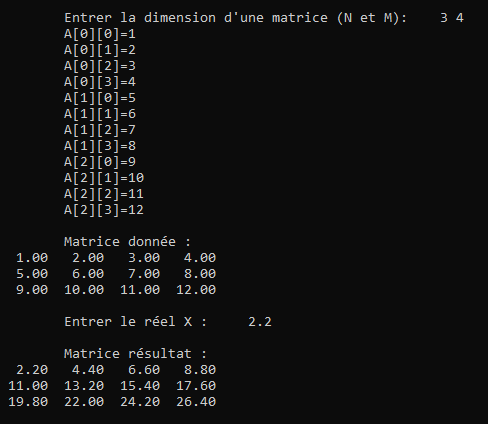 Entrer la dimension d'une matrice (N et M):    3 4
A[0][0]=1
A[0][1]=2
A[0][2]=3
A[0][3]=4
A[1][0]=5
A[1][1]=6
A[1][2]=7
A[1][3]=8
A[2][0]=9
A[2][1]=10
A[2][2]=11
A[2][3]=12
Matrice donnée :
1.00   2.00   3.00   4.00
5.00   6.00   7.00   8.00
9.00  10.00  11.00  12.00
Entrer le réel X :     2.2
Matrice résultat :
2.20   4.40   6.60   8.80
11.00  13.20  15.40  17.60
19.80  22.00  24.20  26.40